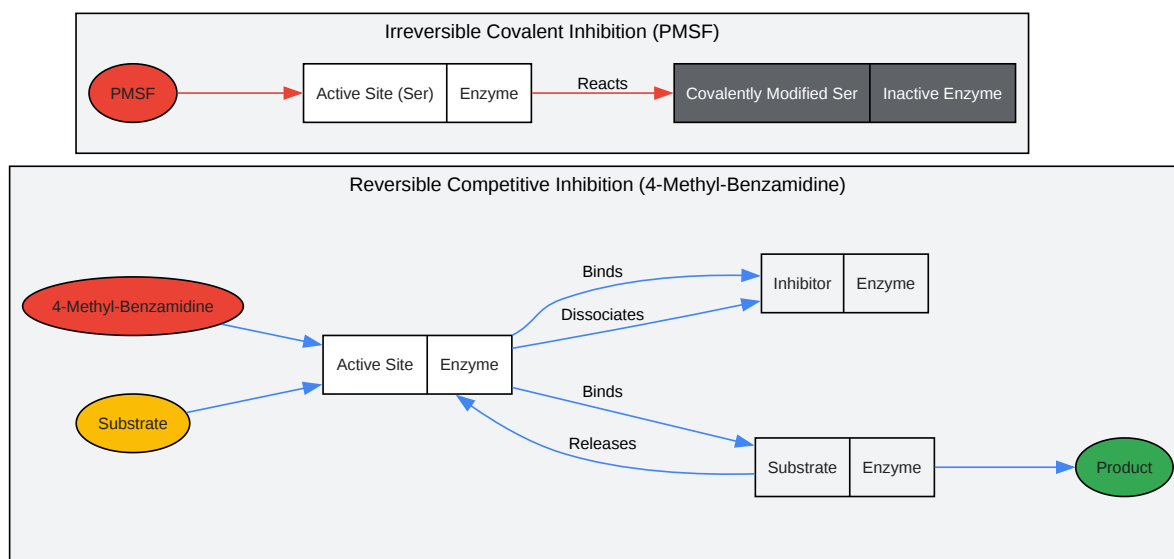 Irreversible Covalent Inhibition (PMSF)
PMSF
Active Site (Ser)
Enzyme
Reacts
Covalently Modified Ser
Inactive Enzyme
Reversible Competitive Inhibition (4-Methyl-Benzamidine)
4-Methyl-Benzamidine
Substrate
Active Site
Enzyme
Binds
Dissociates
Inhibitor
Enzyme
Binds
Releases
Substrate
Enzyme
Product